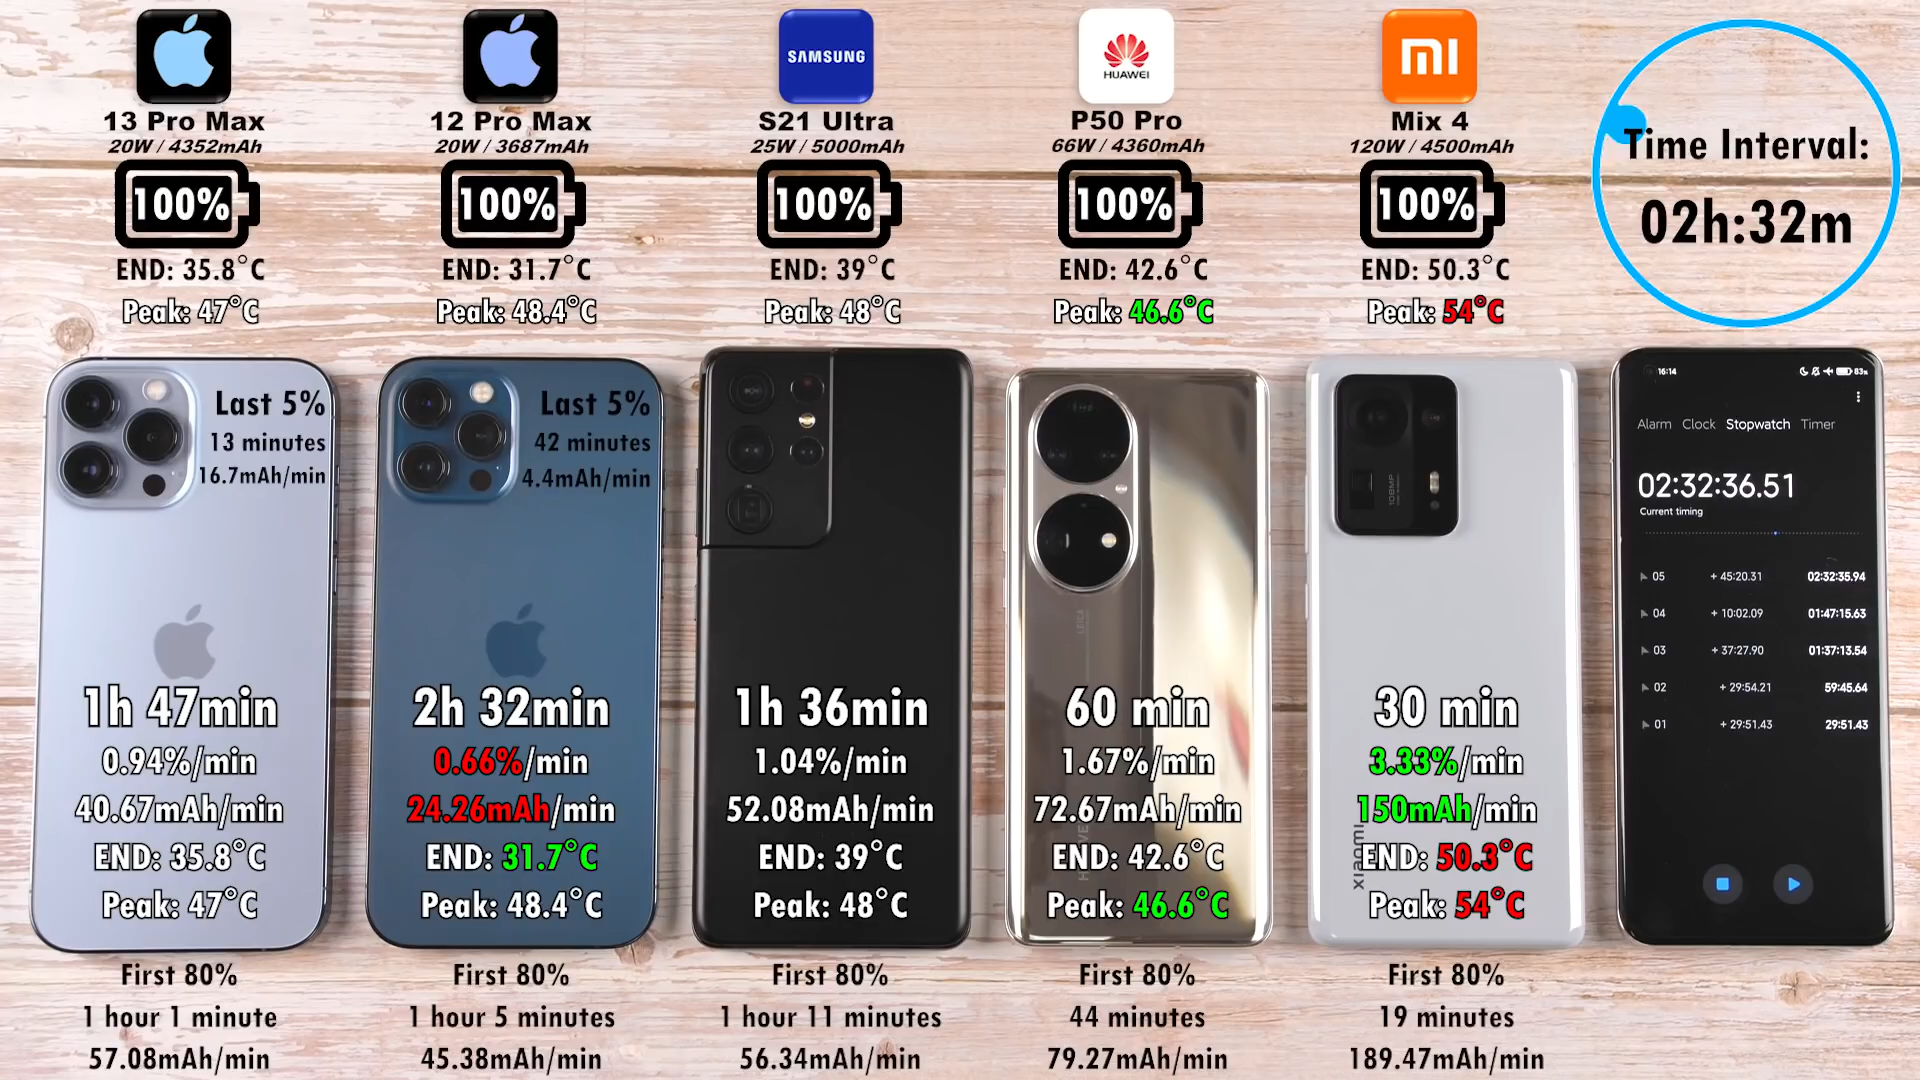 SAMSUNG
HUAWEI
13 Pro Max
20W / 4352mAh
100%
END: 35.8°C
Peak: 47°C
12 Pro Max
20W / 3687mAh
100%
END: 31.7°C
Peak: 48.4°C
S21 Ultra
25W / 5000mAh
100%
END: 39°C
Peak: 48°C
P50 Pro
66W / 4360mAh
100%
END: 42.6°C
Peak: 46.6°C
mi
Mix 4
120W / 4500mAh
100%
END: 50.3°C
Peak: 54°C
Time Interval:
02h:32m
Last 5%
13 minutes
16.7mAh/min
1h 47min
0.94%/min
40.67mAh/min
END: 35.8°C
Peak: 47°C
First 80%
1 hour 1 minute
57.08mAh/min
Last 5%
42 minutes
4.4mAh/min
2h 32min
0.66%/min
24.26mAh/min
END: 31.7°C
Peak: 48.4°C
First 80%
1 hour 5 minutes
45.38mAh/min
1h 36min
1.04%/min
52.08mAh/min
END: 39°C
Peak: 48°C
First 80%
1 hour 11 minutes
56.34mAh/min
LEICA
60 min
1.67%/min
72.67mAh/min
END: 42.6°C
Peak: 46.6°C
First 80%
44 minutes
79.27mAh/min
108MP
30 min
3.33%/min
150mAh/min
xiaomi
END: 50.3°C
Peak: 54°C
First 80%
19 minutes
189.47mAh/min
16:14
83%
Alarm Clock Stopwatch Timer
02:32:36.51
Current timing
05 + 45:20.31 02:32:35.94
04 + 10:02.09 01:47:15.63
03 + 37:27.90 01:37:13.54
02 + 29:54.21 59:45.64
01 + 29:51.43 29:51.43